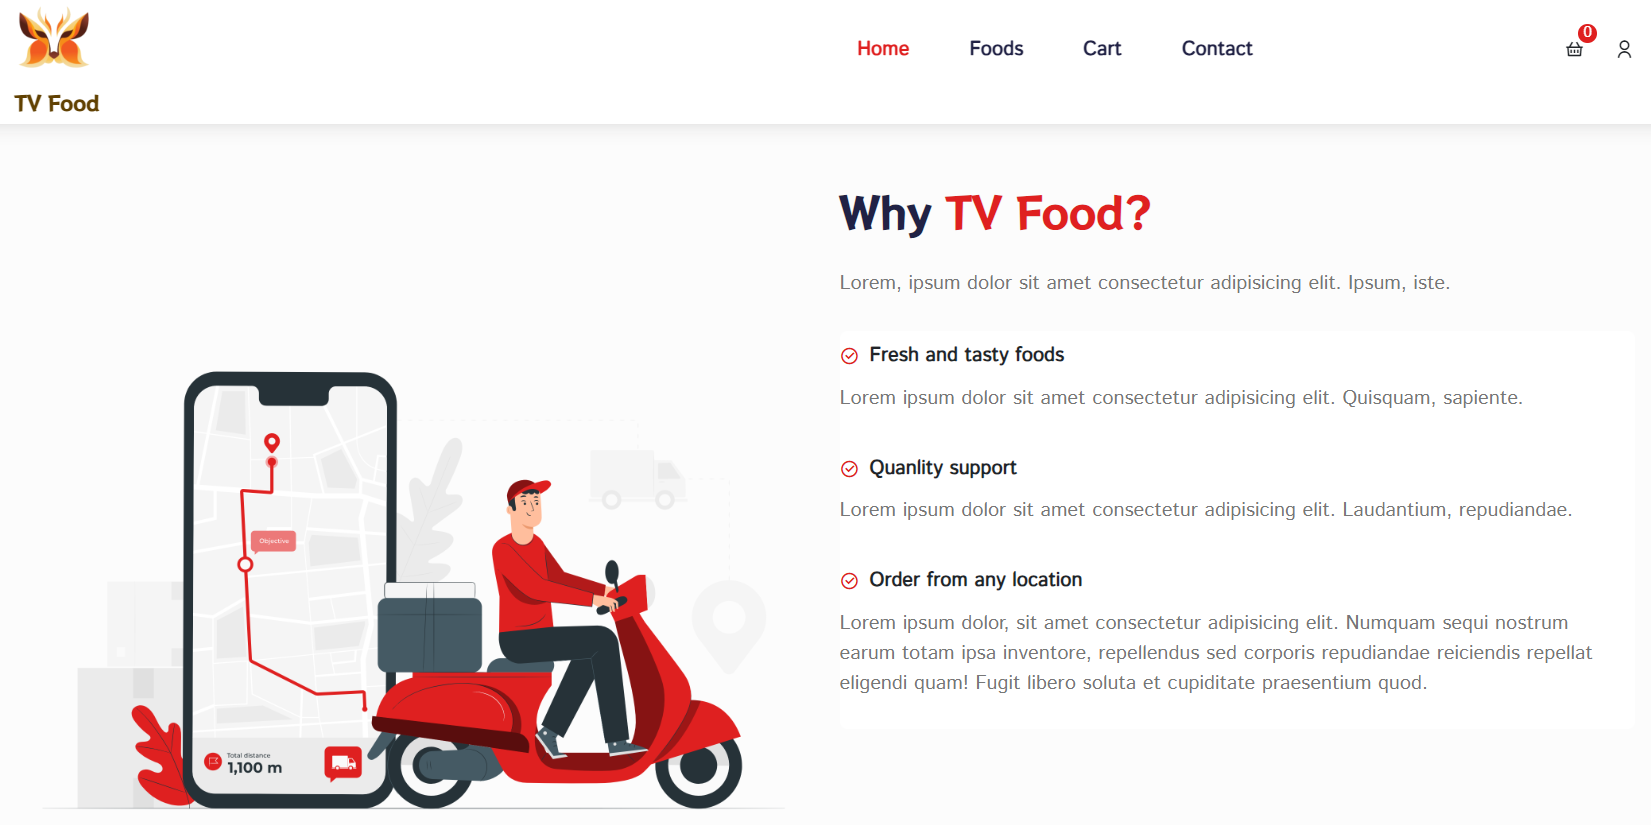 TV Food
Home
Foods
Cart
Contact
0
Why TV Food?
Lorem, ipsum dolor sit amet consectetur adipisicing elit. Ipsum, iste.
Fresh and tasty foods
Lorem ipsum dolor sit amet consectetur adipisicing elit. Quisquam, sapiente.
Quanlity support
Lorem ipsum dolor sit amet consectetur adipisicing elit. Laudantium, repudiandae.
Order from any location
Lorem ipsum dolor, sit amet consectetur adipisicing elit. Numquam sequi nostrum
earum totam ipsa inventore, repellendus sed corporis repudiandae reiciendis repellat
eligendi quam! Fugit libero soluta et cupiditate praesentium quod.
Objective
Total distance
1,100 m